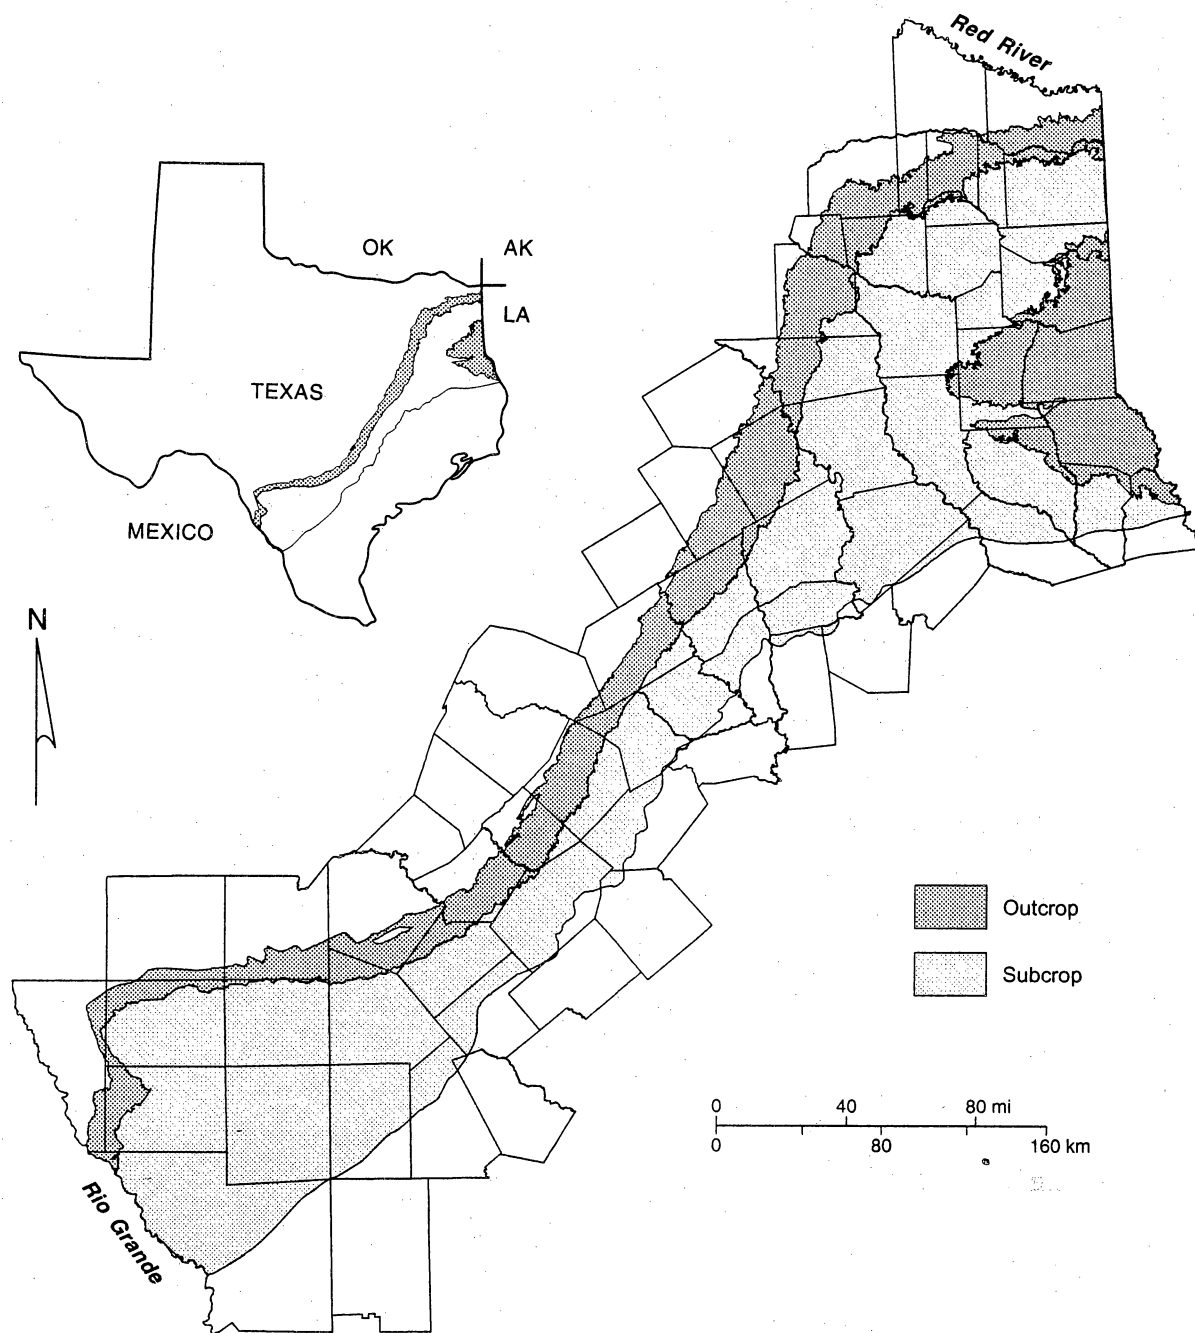 Red River
OK
AK
LA
TEXAS
MEXICO
N
Outcrop
Subcrop
0 40 80 mi
0 80 160 km
Rio Grande